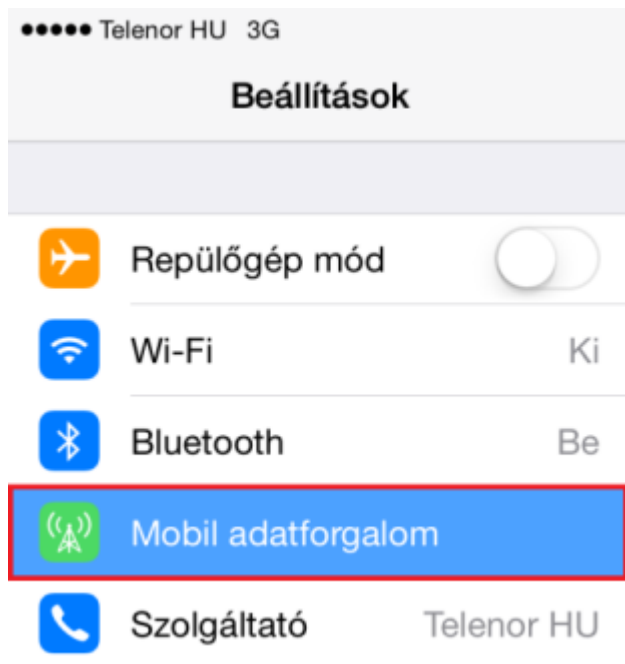 Telenor HU 3G
Beállítások
Repülőgép mód
Wi-Fi Ki
Bluetooth Be
Mobil adatforgalom
Szolgáltató Telenor HU